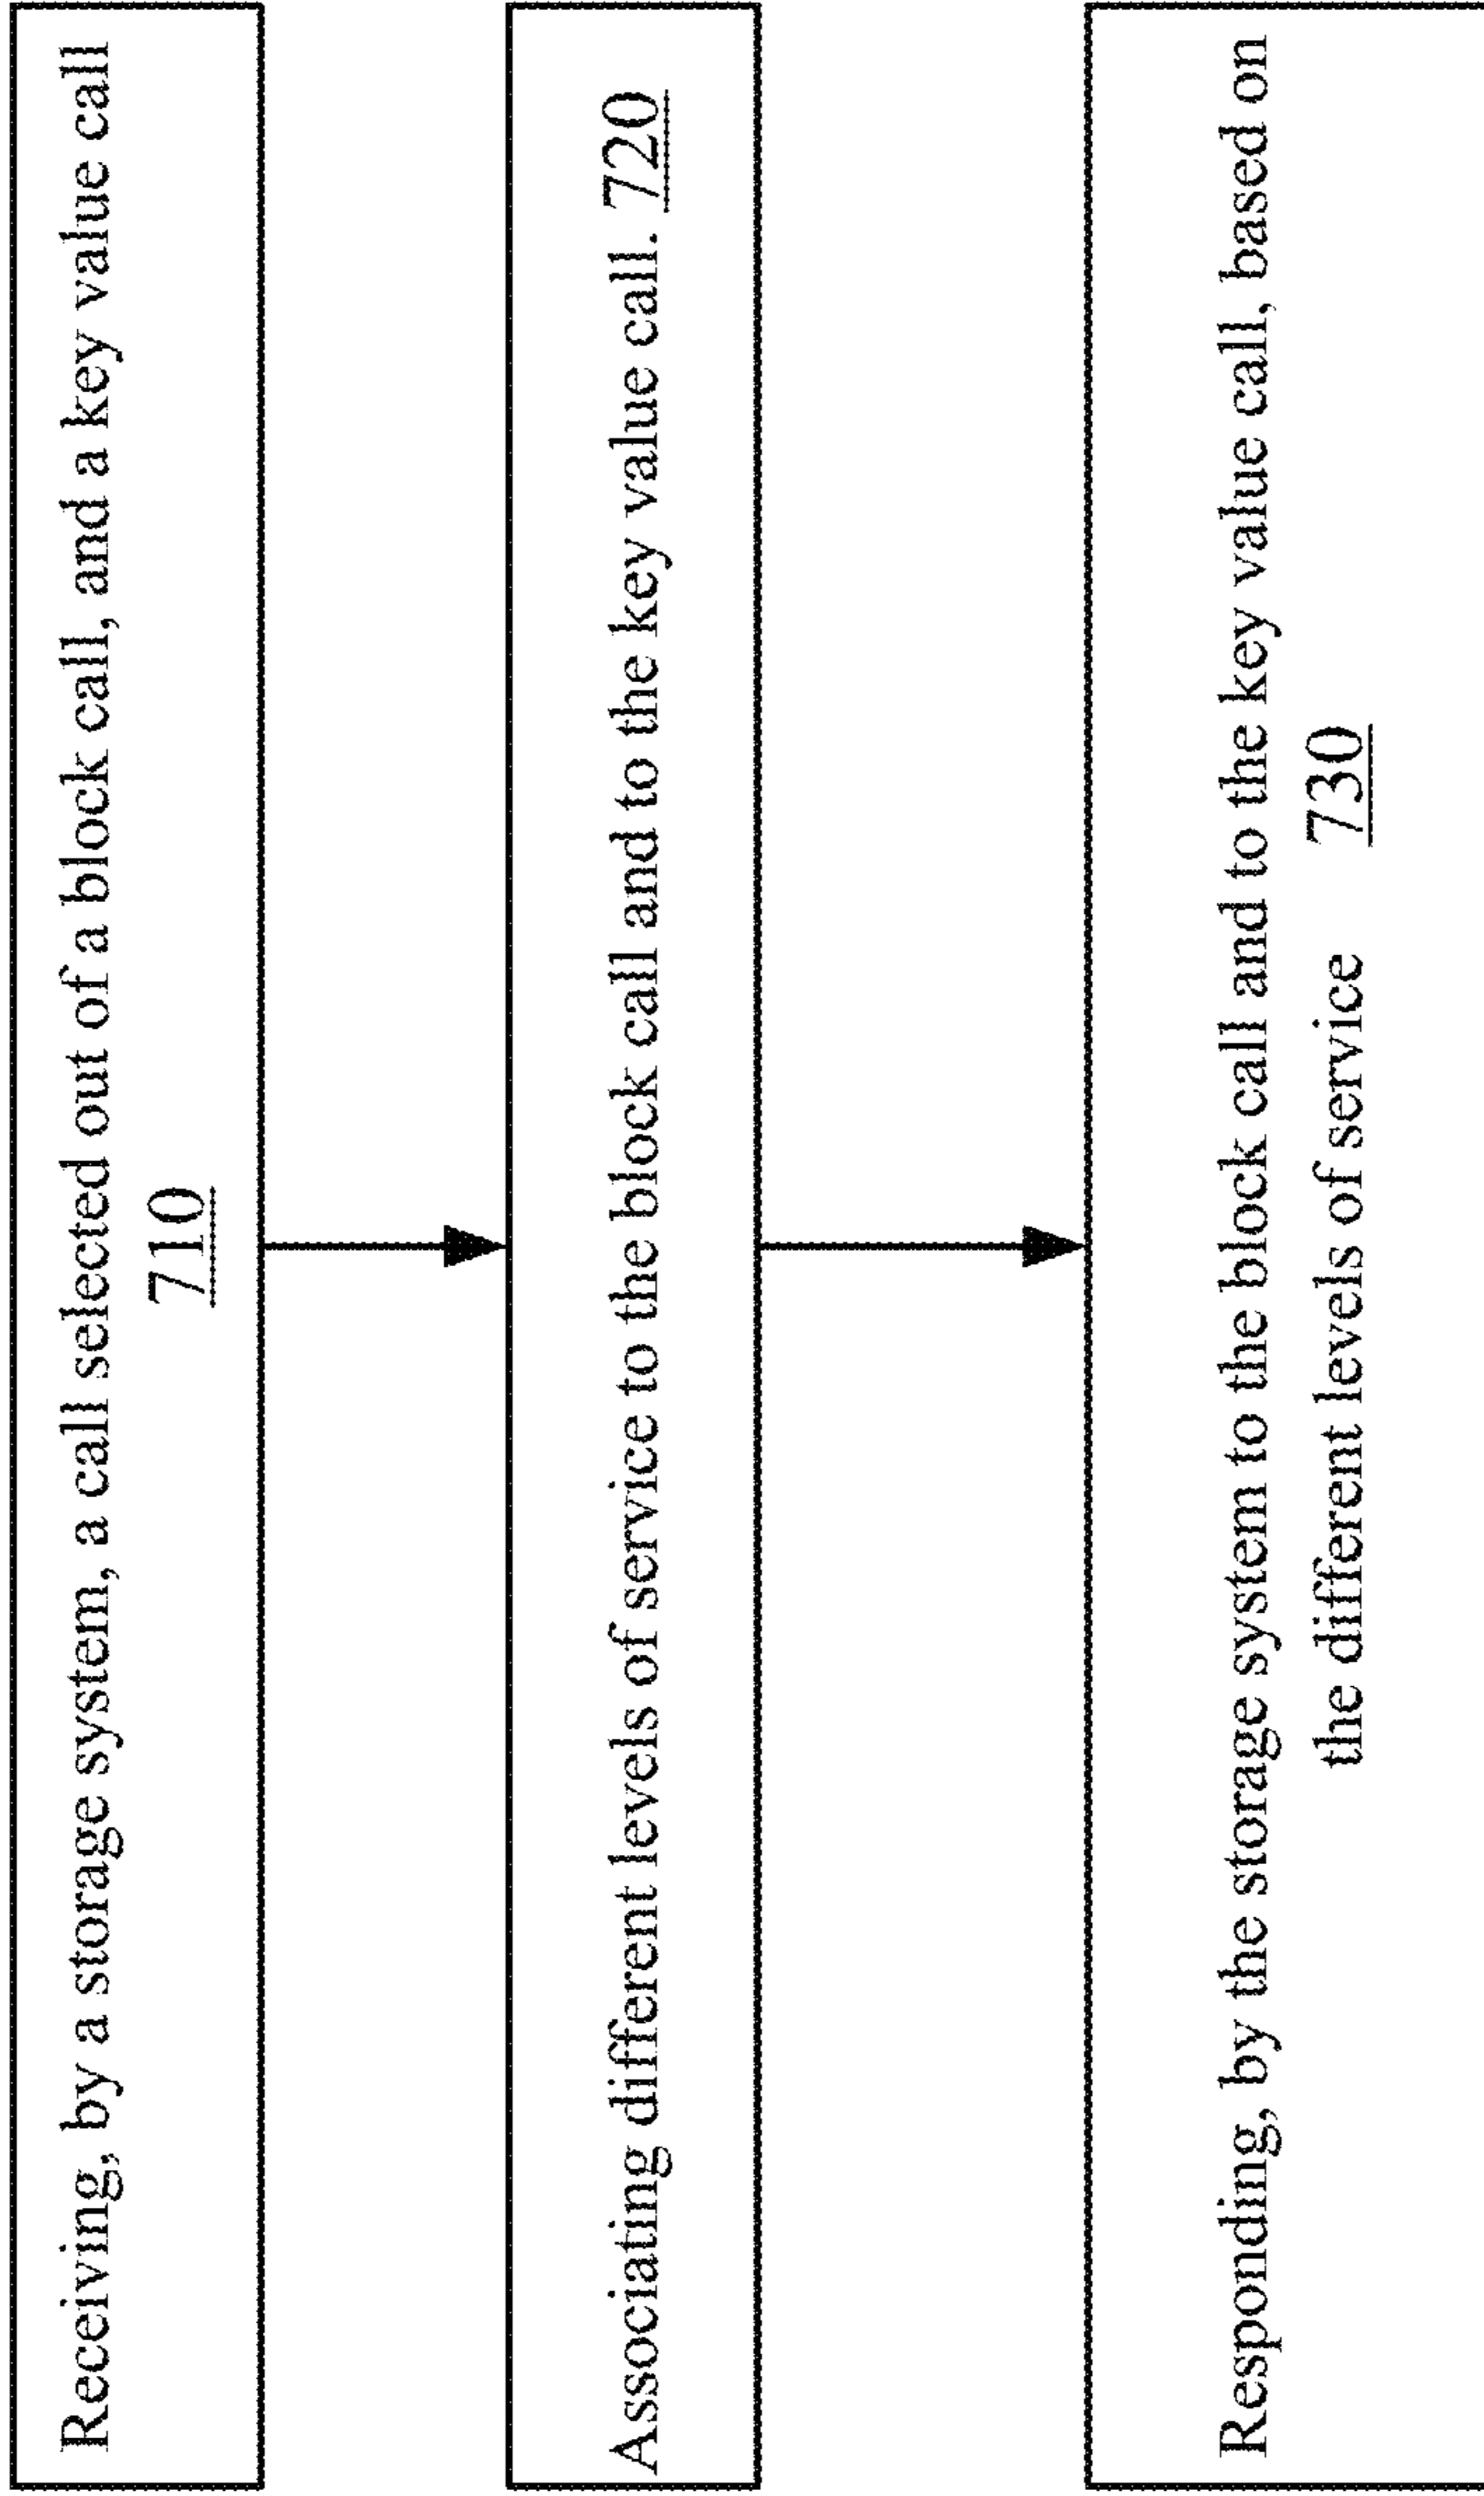 Receiving, by a storage system, a call selected out of a block call, and a key value call
710
Associating different levels of service to the block call and to the key value call. 720
Responding, by the storage system to the block call and to the key value call, based on
the different levels of service 730